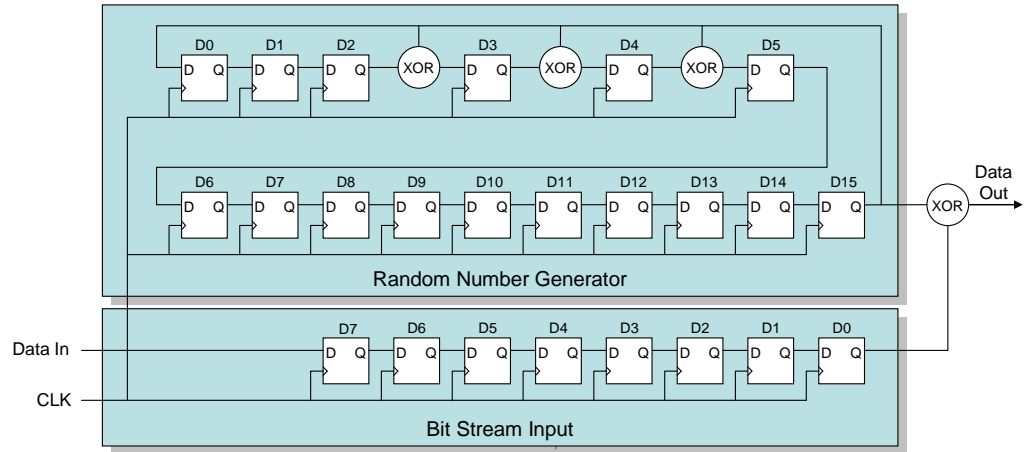 D0 D1 D2 D3 D4 D5
D Q D Q D Q XOR D Q XOR D Q XOR D Q
D6 D7 D8 D9 D10 D11 D12 D13 D14 D15
D Q D Q D Q D Q D Q D Q D Q D Q D Q D Q XOR
Data
Out
Random Number Generator
D7 D6 D5 D4 D3 D2 D1 D0
Data In D Q D Q D Q D Q D Q D Q D Q D Q
CLK
Bit Stream Input